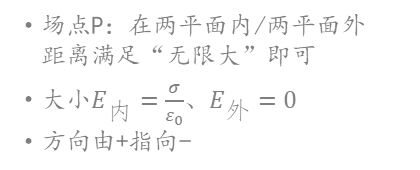 • 场点P：在两平面内/两平面外
距离满足“无限大”即可
• 大小E内 = σ/ε₀、E外 = 0
• 方向由+指向−